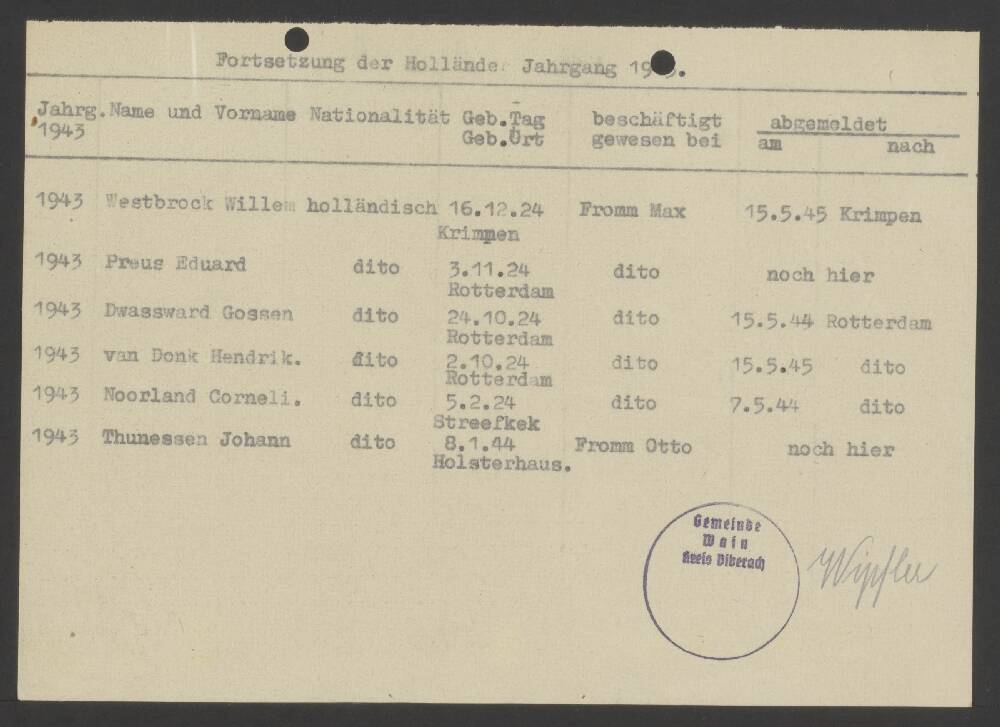 Fortsetzung der Hollände Jahrgang 19 .
Jahrg. Name und Vorname Nationalität Geb.Tag beschäftigt abgemeldet
1943 Geb.Ort gewesen bei am nach
1943 Westbrock Willem holländisch 16.12.24 Fromm Max 15.5.45 Krimpen
Krimpen
1943 Preus Eduard dito 3.11.24 dito noch hier
Rotterdam
1943 Dwassward Gossen dito 24.10.24 dito 15.5.44 Rotterdam
Rotterdam
1943 van Donk Hendrik. dito 2.10.24 dito 15.5.45 dito
Rotterdam
1943 Noorland Corneli. dito 5.2.24 dito 7.5.44 dito
Streefkek
1943 Thunessen Johann dito 8.1.44 Fromm Otto noch hier
Holsterhaus.
Gemeinde
Wain
Kreis Biberach
Wipfler